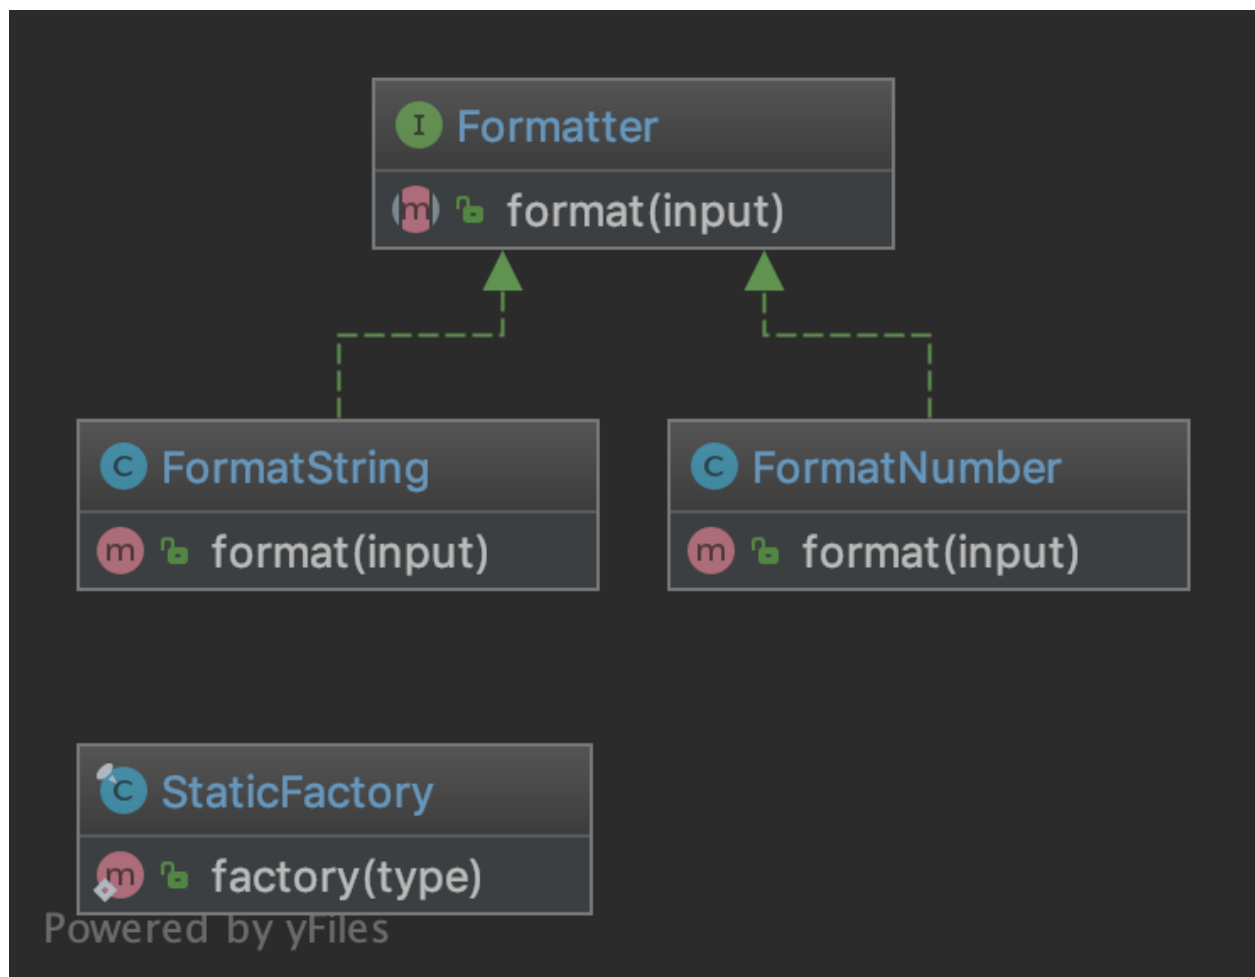 I Formatter
m format(input)
C FormatString
m format(input)
C FormatNumber
m format(input)
C StaticFactory
m factory(type)
Powered by yFiles